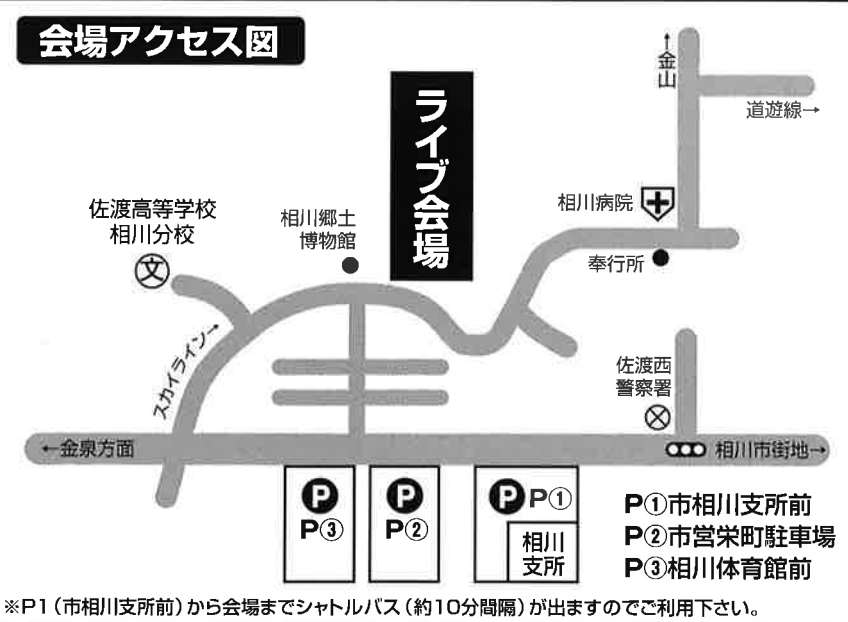 会場アクセス図
↑金山
道遊線→
ライブ会場
相川病院
佐渡高等学校
相川分校
相川郷土
博物館
文
奉行所
スカイライン→
佐渡西
警察署
←金泉方面
相川市街地→
P
P③
P
P②
P
P①
相川
支所
P①市相川支所前
P②市営栄町駐車場
P③相川体育館前
※P1（市相川支所前）から会場までシャトルバス（約10分間隔）が出ますのでご利用下さい。